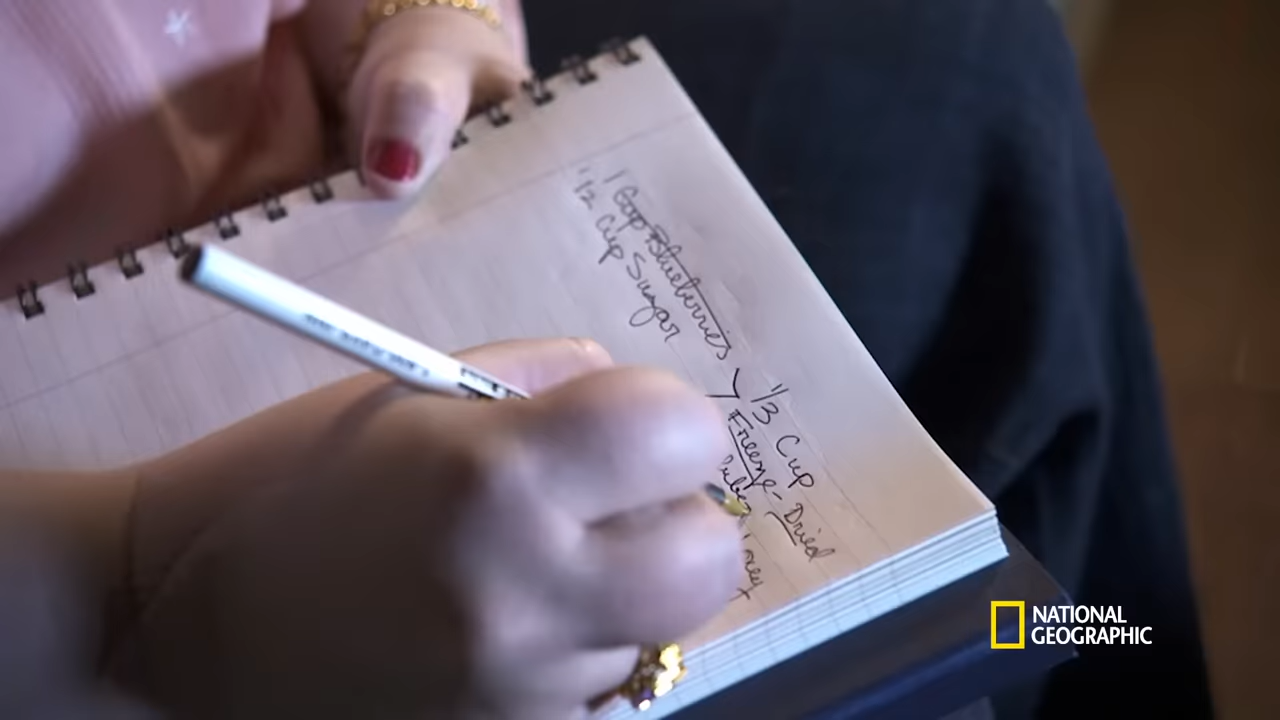 1 Cup Blueberries
1/2 Cup Sugar
1/3 Cup
Freeze-Dried
NATIONAL
GEOGRAPHIC